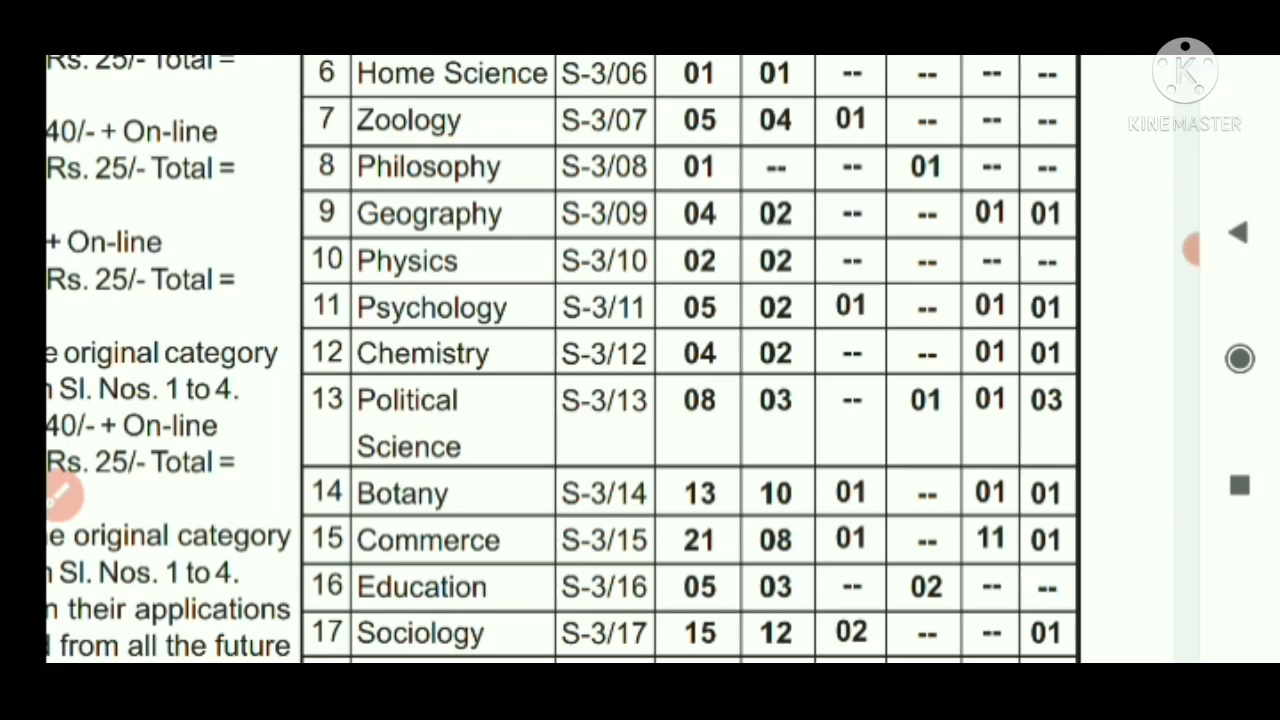 Rs. 25/- Total =
40/- + On-line
Rs. 25/- Total =
+ On-line
Rs. 25/- Total =
e original category
Sl. Nos. 1 to 4.
40/- + On-line
Rs. 25/- Total =
e original category
Sl. Nos. 1 to 4.
their applications
from all the future
6 Home Science S-3/06 01 01 -- -- -- --
7 Zoology S-3/07 05 04 01 -- -- --
8 Philosophy S-3/08 01 -- -- 01 -- --
9 Geography S-3/09 04 02 -- -- 01 01
10 Physics S-3/10 02 02 -- -- -- --
11 Psychology S-3/11 05 02 01 -- 01 01
12 Chemistry S-3/12 04 02 -- -- 01 01
13 Political S-3/13 08 03 -- 01 01 03
Science
14 Botany S-3/14 13 10 01 -- 01 01
15 Commerce S-3/15 21 08 01 -- 11 01
16 Education S-3/16 05 03 -- 02 -- --
17 Sociology S-3/17 15 12 02 -- -- 01
K
KINEMASTER